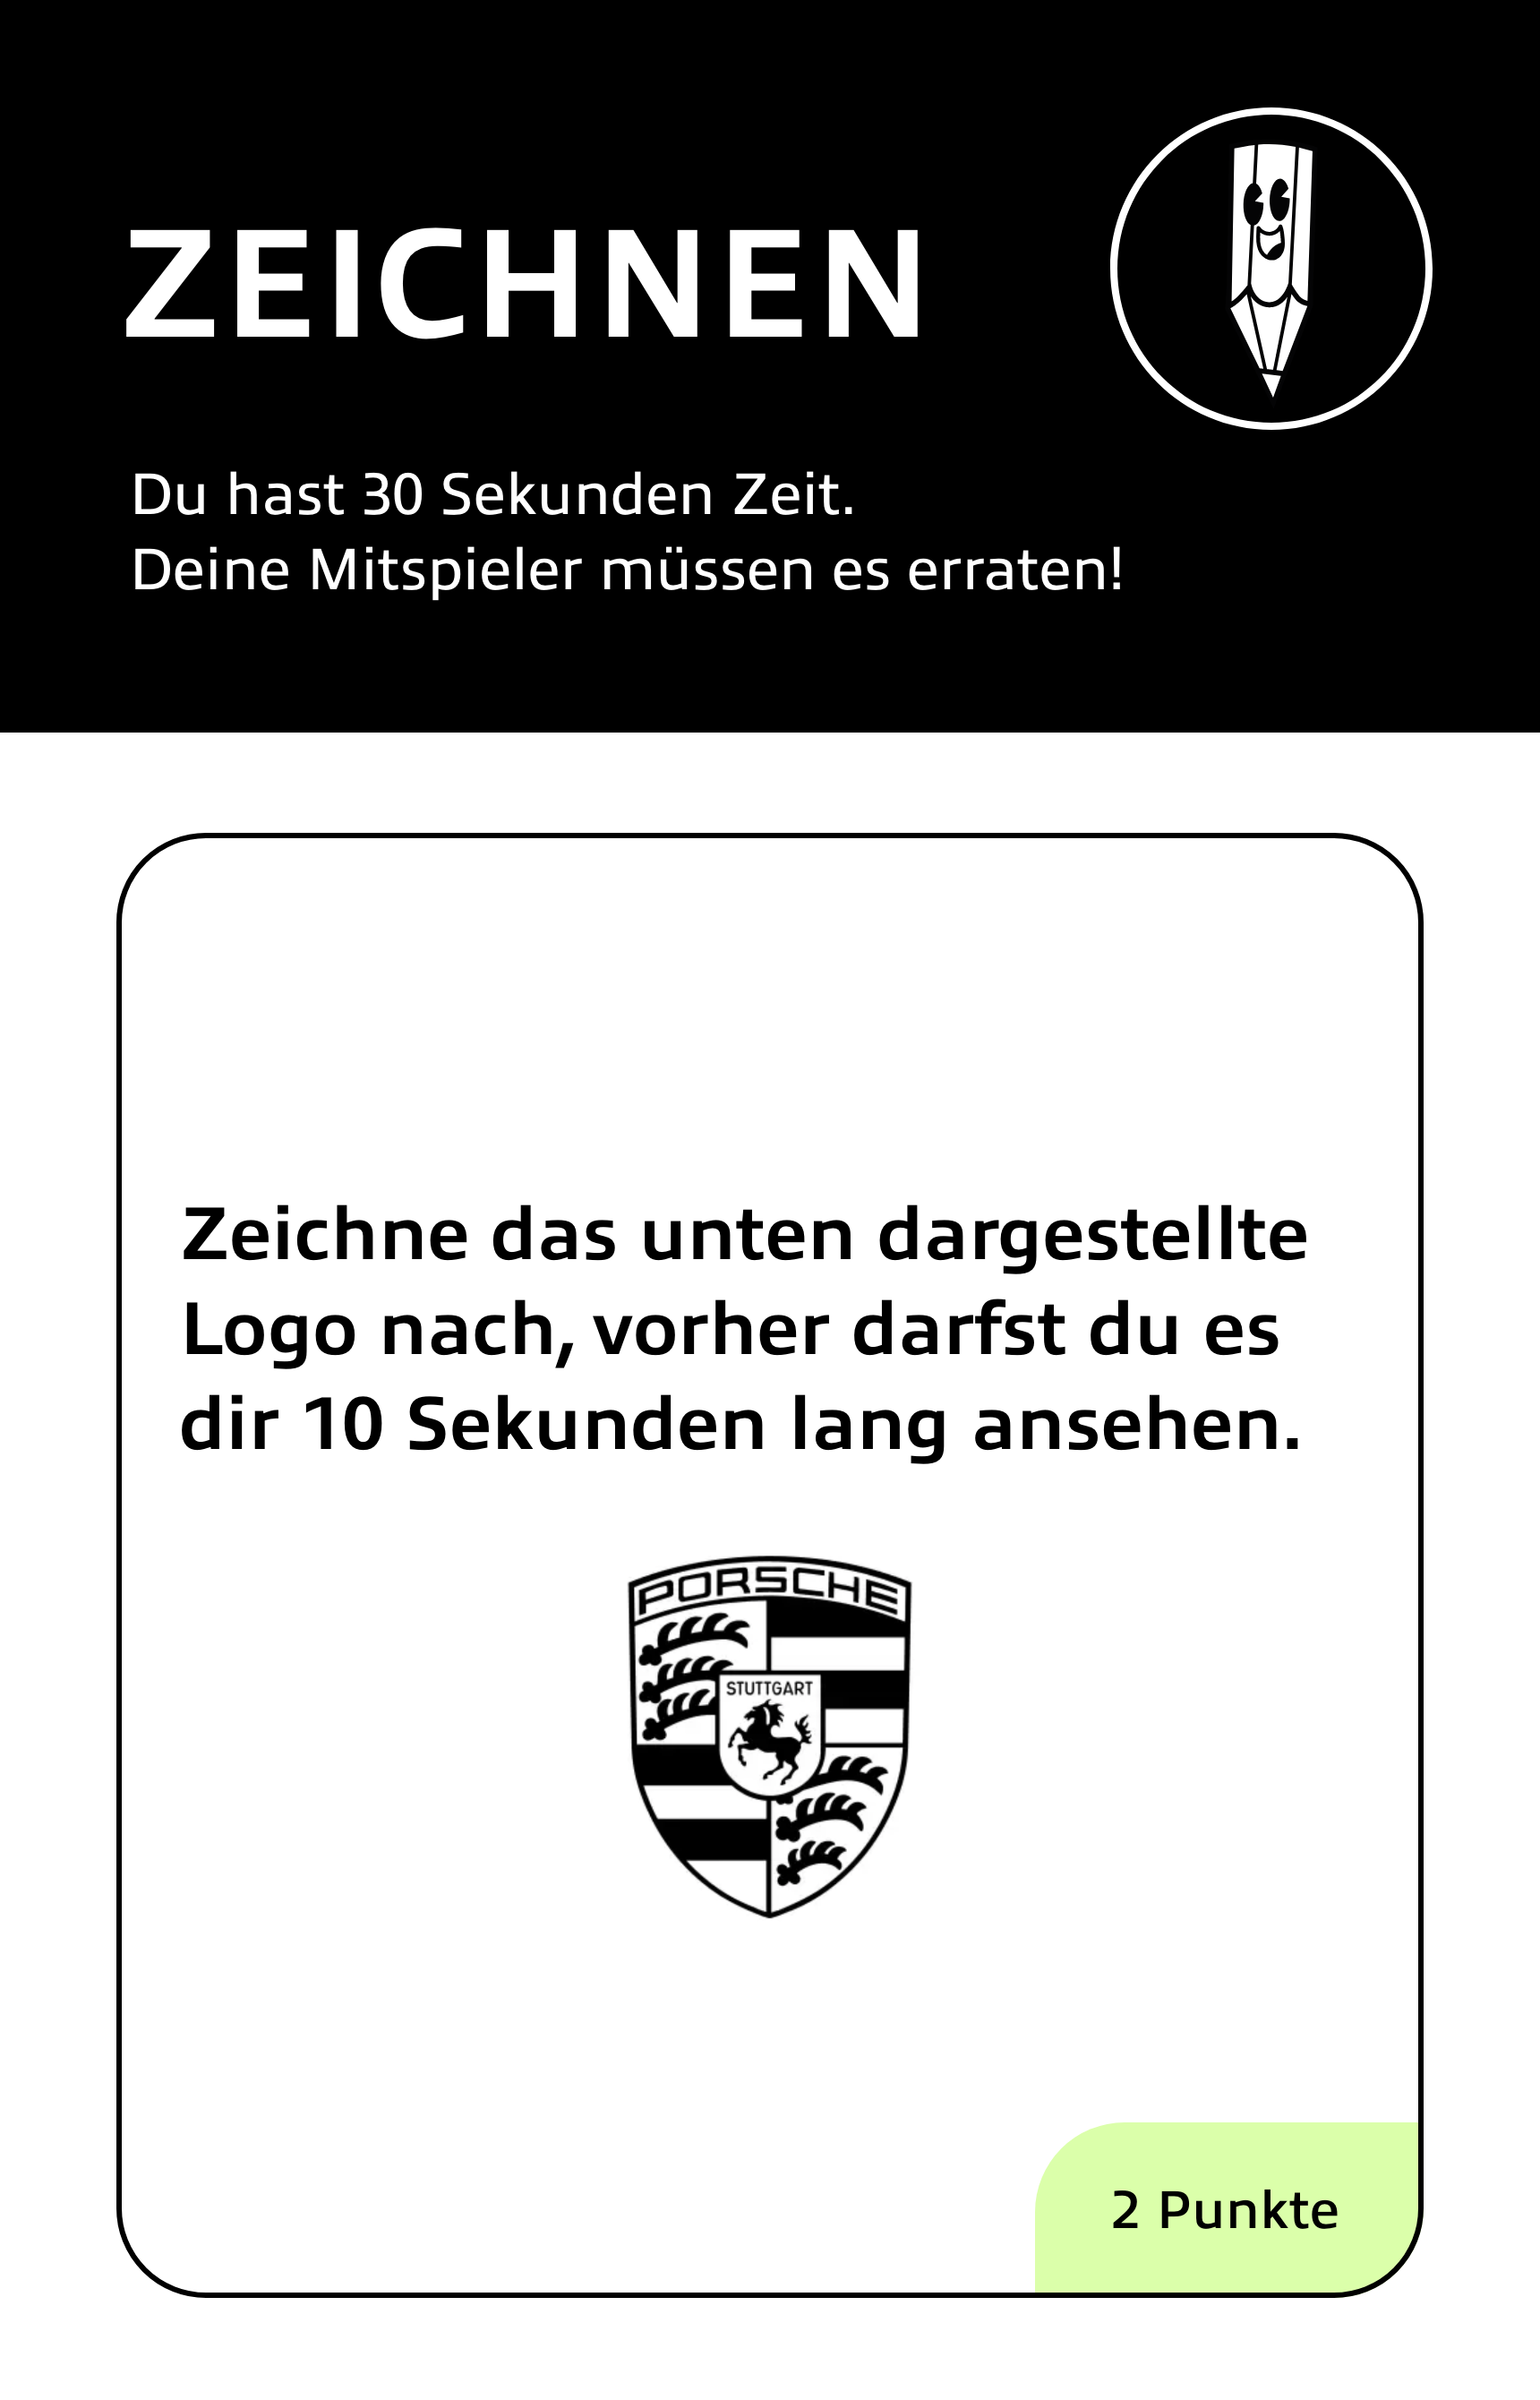 ZEICHNEN
Du hast 30 Sekunden Zeit.
Deine Mitspieler müssen es erraten!
Zeichne das unten dargestellte
Logo nach, vorher darfst du es
dir 10 Sekunden lang ansehen.
PORSCHE
STUTTGART
2 Punkte